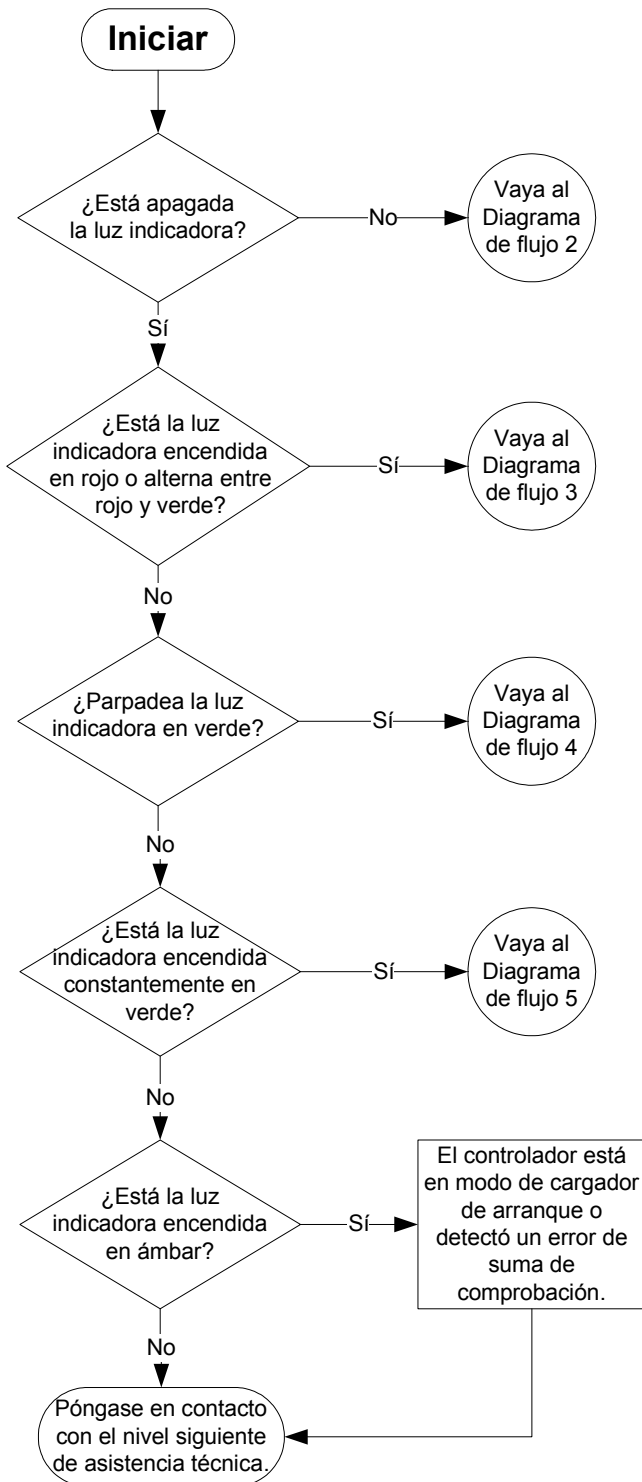 Iniciar
¿Está apagada
la luz indicadora?
No
Vaya al
Diagrama
de flujo 2
Sí
¿Está la luz
indicadora encendida
en rojo o alterna entre
rojo y verde?
Sí
Vaya al
Diagrama
de flujo 3
No
¿Parpadea la luz
indicadora en verde?
Sí
Vaya al
Diagrama
de flujo 4
No
¿Está la luz
indicadora encendida
constantemente en
verde?
Sí
Vaya al
Diagrama
de flujo 5
No
¿Está la luz
indicadora encendida
en ámbar?
Sí
El controlador está
en modo de cargador
de arranque o
detectó un error de
suma de
comprobación.
No
Póngase en contacto
con el nivel siguiente
de asistencia técnica.